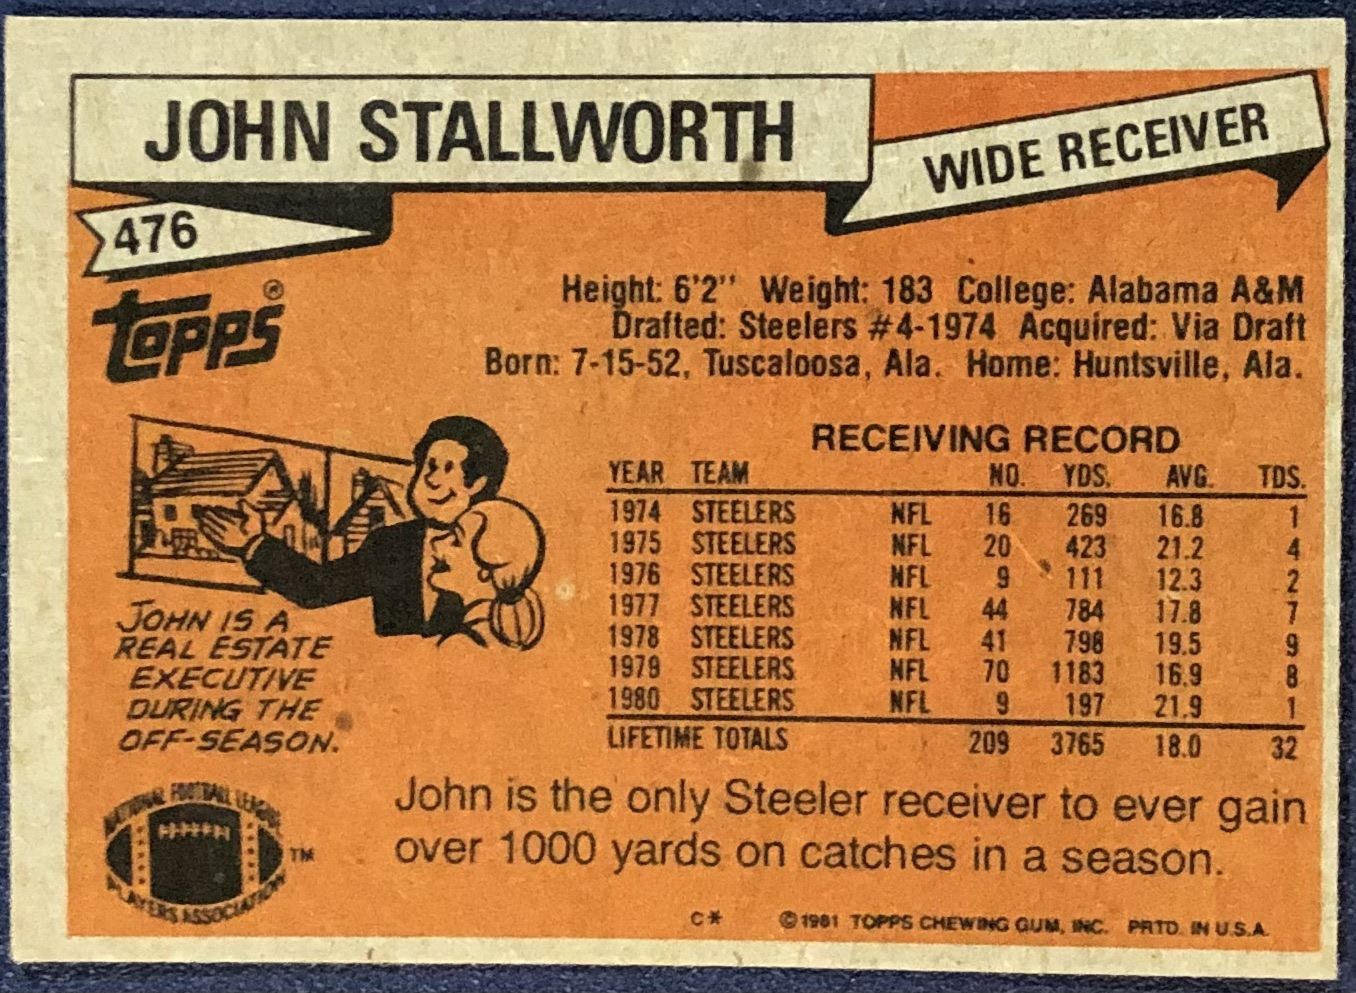 JOHN STALLWORTH
WIDE RECEIVER
476
TOPPS®
Height: 6'2" Weight: 183 College: Alabama A&M
Drafted: Steelers #4-1974 Acquired: Via Draft
Born: 7-15-52, Tuscaloosa, Ala. Home: Huntsville, Ala.
RECEIVING RECORD
YEAR TEAM NO. YDS. AVG. TDS.
1974 STEELERS NFL 16 269 16.8 1
1975 STEELERS NFL 20 423 21.2 4
1976 STEELERS NFL 9 111 12.3 2
1977 STEELERS NFL 44 784 17.8 7
1978 STEELERS NFL 41 798 19.5 9
1979 STEELERS NFL 70 1183 16.9 8
1980 STEELERS NFL 9 197 21.9 1
LIFETIME TOTALS 209 3765 18.0 32
JOHN IS A
REAL ESTATE
EXECUTIVE
DURING THE
OFF-SEASON.
John is the only Steeler receiver to ever gain
over 1000 yards on catches in a season.
NATIONAL FOOTBALL LEAGUE
PLAYERS ASSOCIATION
TM
C* ©1981 TOPPS CHEWING GUM, INC. PRTD. IN U.S.A.